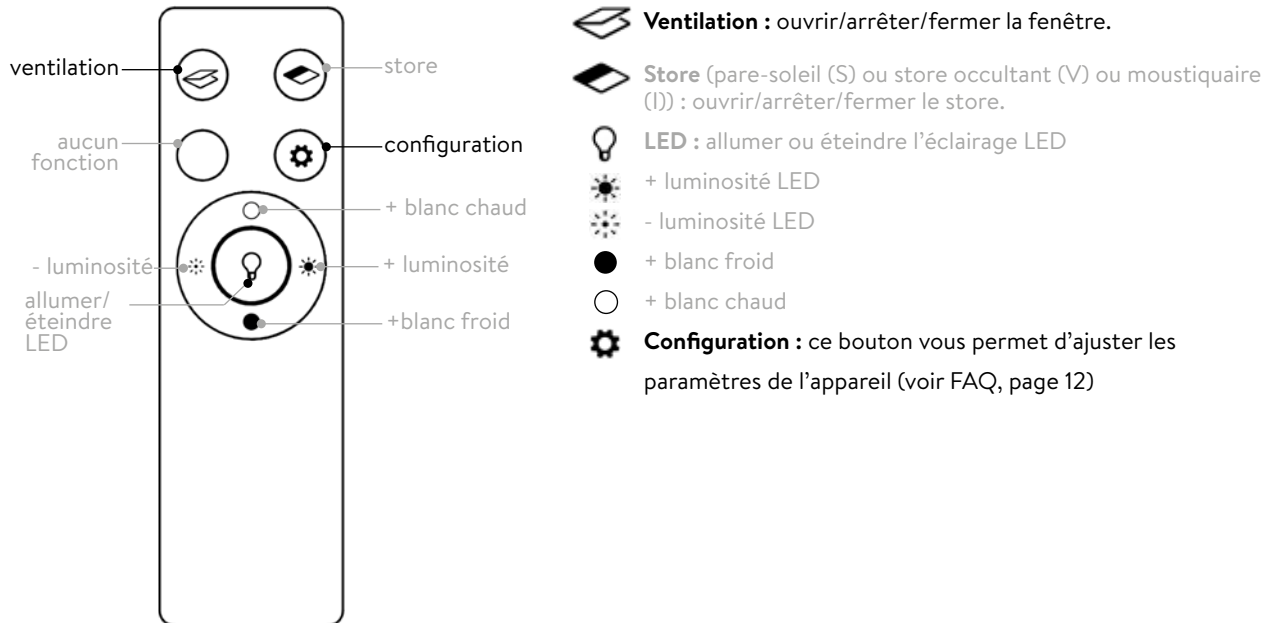 ventilation
store
aucun
fonction
configuration
+ blanc chaud
- luminosité
+ luminosité
allumer/
éteindre
LED
+blanc froid
Ventilation : ouvrir/arrêter/fermer la fenêtre.
Store (pare-soleil (S) ou store occultant (V) ou moustiquaire
(I)) : ouvrir/arrêter/fermer le store.
LED : allumer ou éteindre l’éclairage LED
+ luminosité LED
- luminosité LED
+ blanc froid
+ blanc chaud
Configuration : ce bouton vous permet d’ajuster les
paramètres de l’appareil (voir FAQ, page 12)